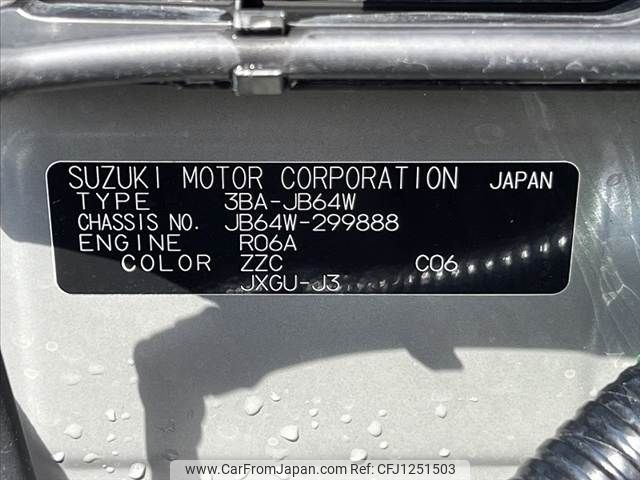 SUZUKI MOTOR CORPORATION JAPAN
TYPE 3BA-JB64W
CHASSIS NO. JB64W-299888
ENGINE R06A
COLOR ZZC C06
JXGU-J3
www.CarFromJapan.com | CFJ1251503